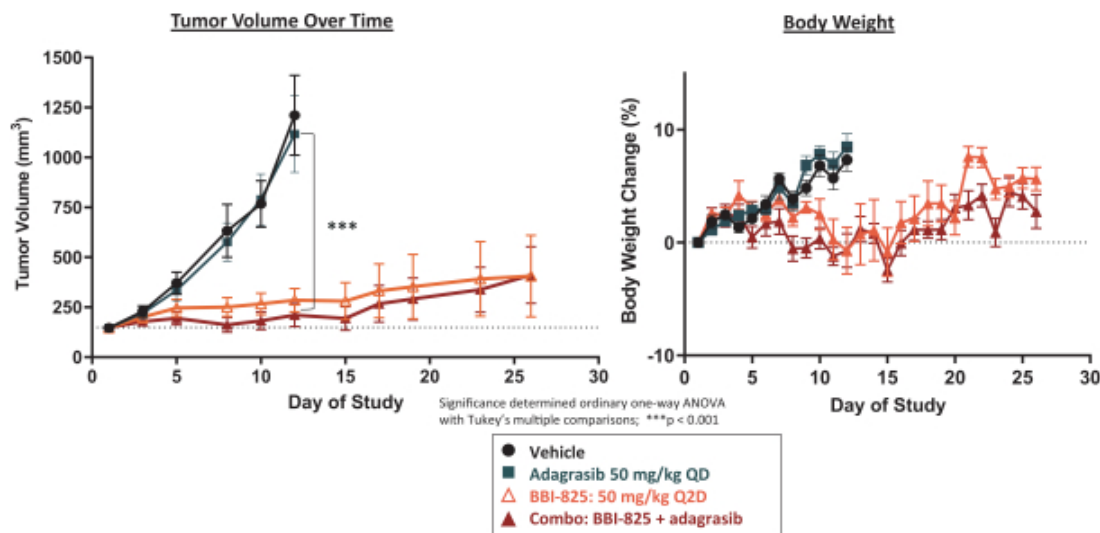 Tumor Volume Over Time
Body Weight
1500
1250
1000
750
500
250
0
Tumor Volume (mm³)
***
0
5
10
15
20
25
30
Day of Study
10
0
-10
Body Weight Change (%)
0
5
10
15
20
25
30
Day of Study
Significance determined ordinary one-way ANOVA
with Tukey's multiple comparisons; ***p < 0.001
Vehicle
Adagrasib 50 mg/kg QD
BBI-825: 50 mg/kg Q2D
Combo: BBI-825 + adagrasib